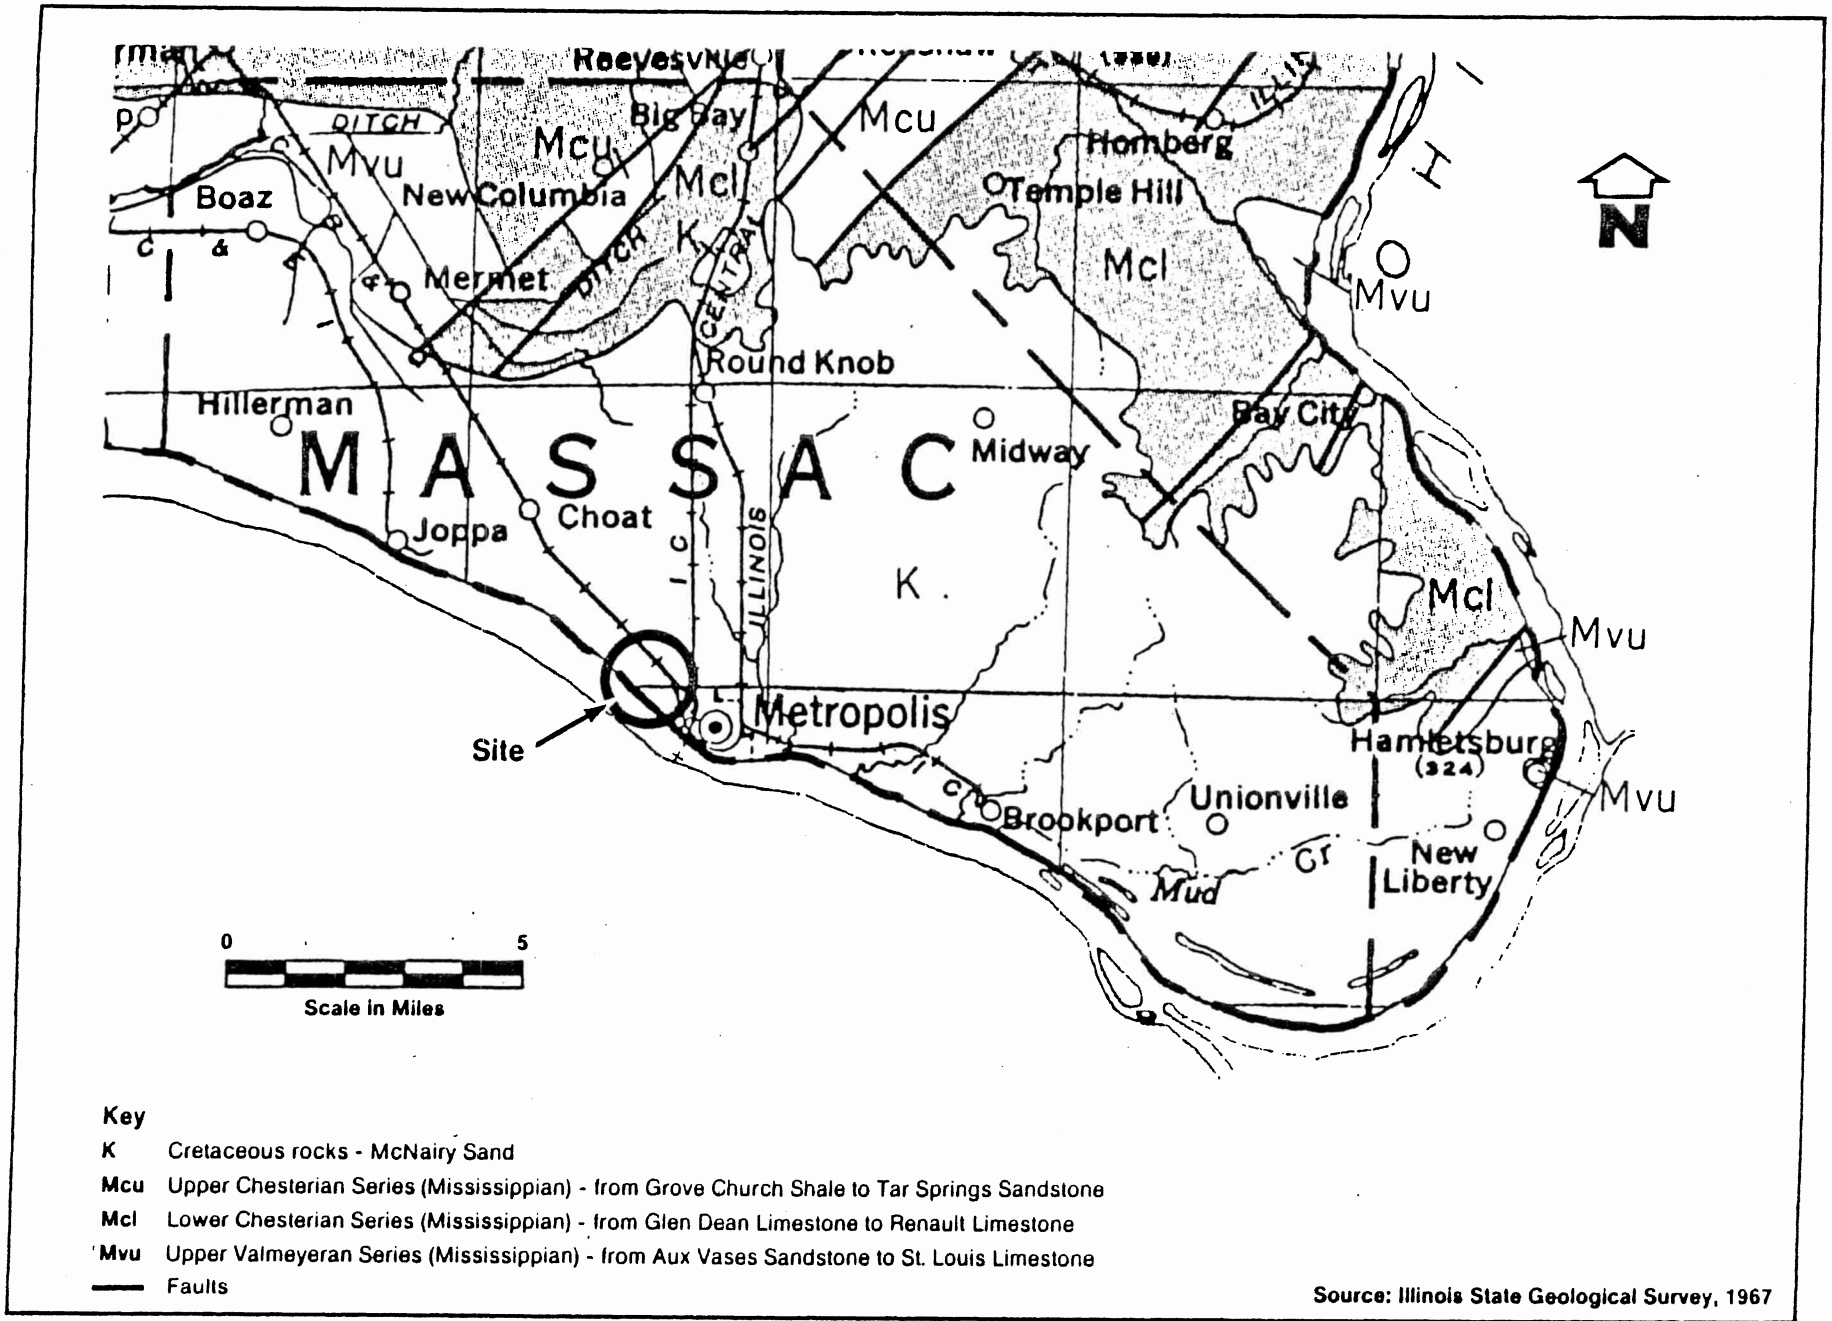 Reevesville
(330)
DITCH
Big Bay
Mcu
Mcu
Homberg
ILLI
H
Mvu
Boaz
New Columbia
Mcl
Temple Hill
N
C &
K
DITCH
CENTRAL
Mcl
Mermet
Mvu
Round Knob
Hillerman
Bay City
MASSAC
Midway
Joppa
Choat
I C
ILLINOIS
K
Mcl
Mvu
Metropolis
Site
Hamletsburg
(324)
I C
Unionville
Mvu
Brookport
Cr
New
Liberty
Mud
0 5
Scale in Miles
Key
K Cretaceous rocks - McNairy Sand
Mcu Upper Chesterian Series (Mississippian) - from Grove Church Shale to Tar Springs Sandstone
Mcl Lower Chesterian Series (Mississippian) - from Glen Dean Limestone to Renault Limestone
Mvu Upper Valmeyeran Series (Mississippian) - from Aux Vases Sandstone to St. Louis Limestone
Faults
Source: Illinois State Geological Survey, 1967